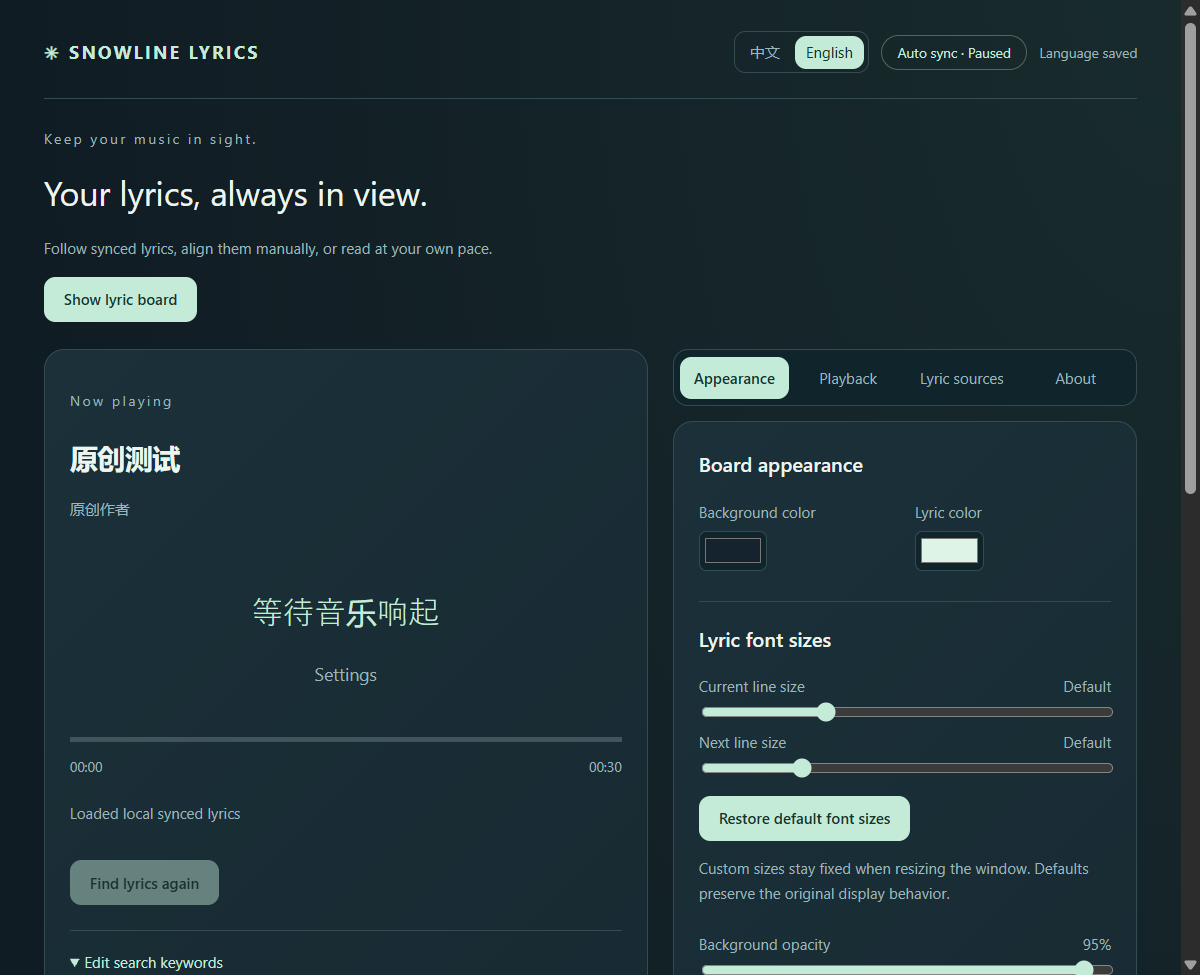 ✳ SNOWLINE LYRICS
中文 English Auto sync · Paused Language saved
Keep your music in sight.
Your lyrics, always in view.
Follow synced lyrics, align them manually, or read at your own pace.
Show lyric board
Now playing
原创测试
原创作者
等待音乐响起
Settings
00:00 00:30
Loaded local synced lyrics
Find lyrics again
▼ Edit search keywords
Appearance Playback Lyric sources About
Board appearance
Background color Lyric color
Lyric font sizes
Current line size Default
Next line size Default
Restore default font sizes
Custom sizes stay fixed when resizing the window. Defaults
preserve the original display behavior.
Background opacity 95%